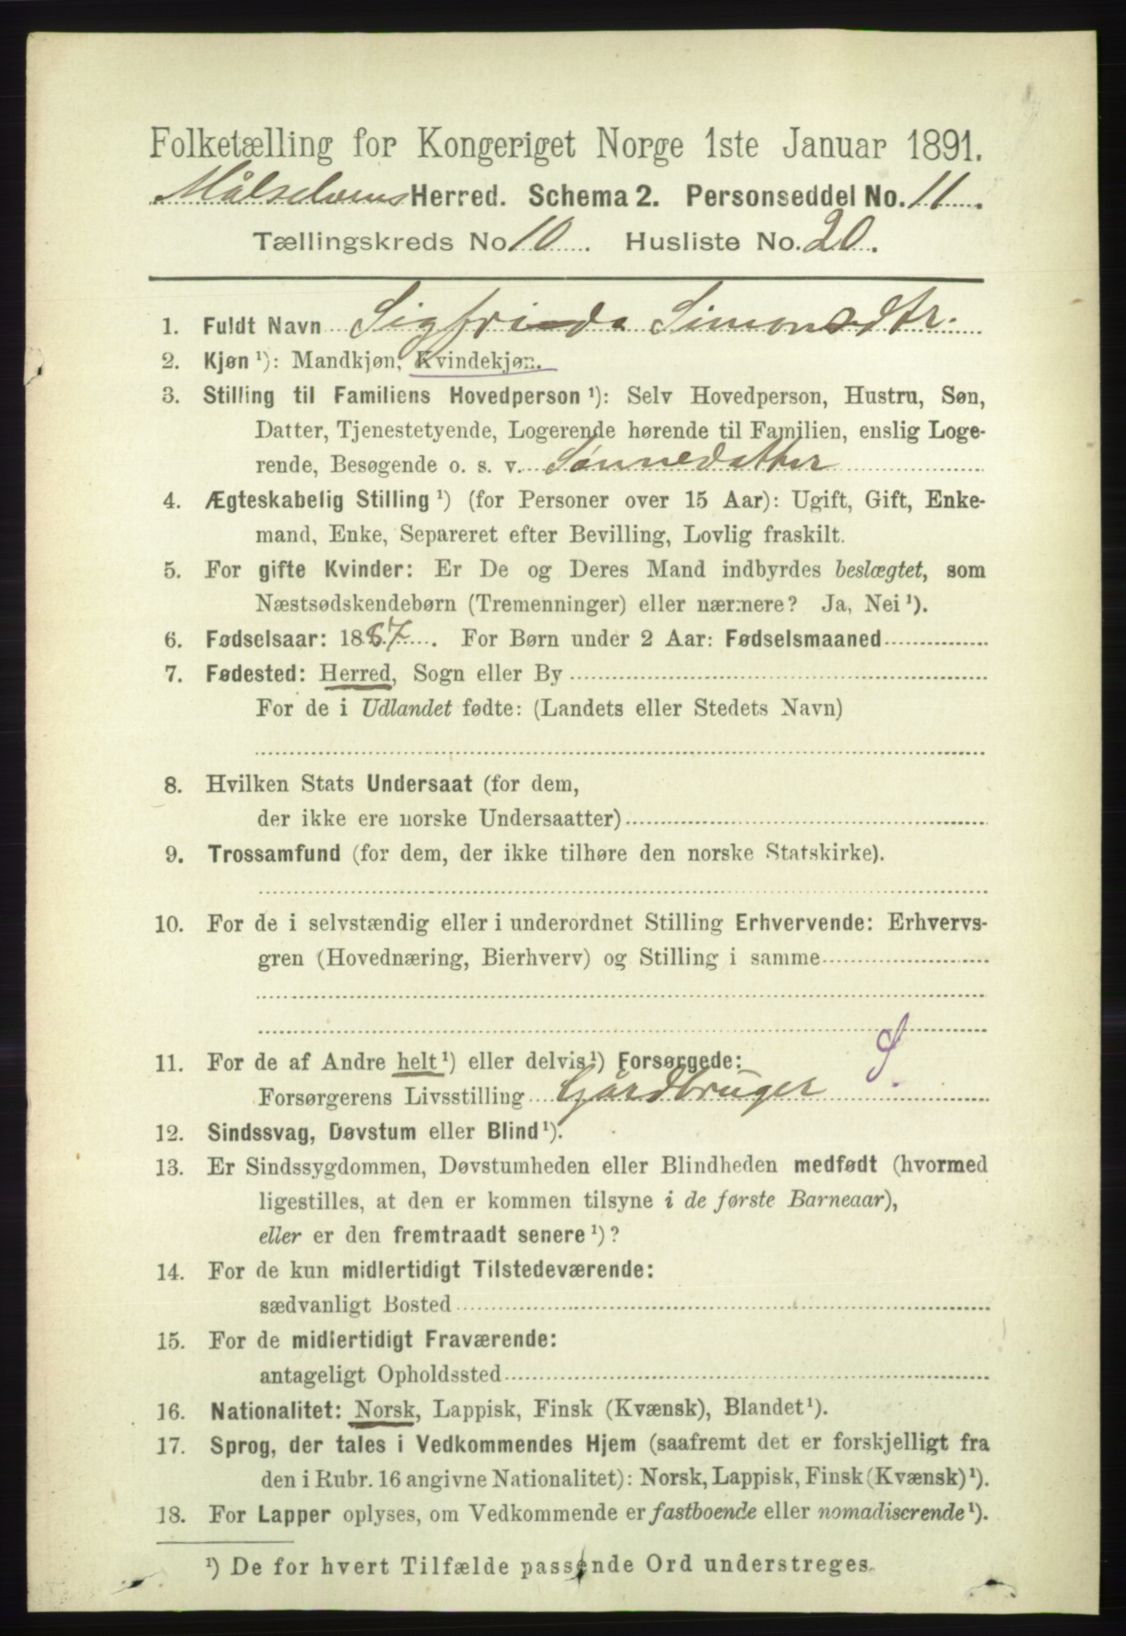 Folketælling for Kongeriget Norge 1ste Januar 1891.
Målselvens Herred. Schema 2. Personseddel No. 11.
Tællingskreds No 10. Husliste No. 20.
1. Fuldt Navn Sigfrida Simonsdtr.
2. Kjøn ¹): Mandkjøn, Kvindekjøn.
3. Stilling til Familiens Hovedperson ¹): Selv Hovedperson, Hustru, Søn,
Datter, Tjenestetyende, Logerende hørende til Familien, enslig Loge-
rende, Besøgende o. s. v. Sønnedatter
4. Ægteskabelig Stilling ¹) (for Personer over 15 Aar): Ugift, Gift, Enke-
mand, Enke, Separeret efter Bevilling, Lovlig fraskilt.
5. For gifte Kvinder: Er De og Deres Mand indbyrdes beslægtet, som
Næstsødskendebørn (Tremenninger) eller nærmere? Ja, Nei ¹).
6. Fødselsaar: 1887. For Børn under 2 Aar: Fødselsmaaned
7. Fødested: Herred, Sogn eller By
For de i Udlandet fødte: (Landets eller Stedets Navn)
8. Hvilken Stats Undersaat (for dem,
der ikke ere norske Undersaatter)
9. Trossamfund (for dem, der ikke tilhøre den norske Statskirke).
10. For de i selvstændig eller i underordnet Stilling Erhvervende: Erhvervs-
gren (Hovednæring, Bierhverv) og Stilling i samme
11. For de af Andre helt ¹) eller delvis ¹) Forsørgede:
Forsørgerens Livsstilling Gårdbruger
12. Sindssvag, Døvstum eller Blind ¹).
13. Er Sindssygdommen, Døvstumheden eller Blindheden medfødt (hvormed
ligestilles, at den er kommen tilsyne i de første Barneaar),
eller er den fremtraadt senere ¹)?
14. For de kun midlertidigt Tilstedeværende:
sædvanligt Bosted
15. For de midlertidigt Fraværende:
antageligt Opholdssted
16. Nationalitet: Norsk, Lappisk, Finsk (Kvænsk), Blandet ¹).
17. Sprog, der tales i Vedkommendes Hjem (saafremt det er forskjelligt fra
den i Rubr. 16 angivne Nationalitet): Norsk, Lappisk, Finsk (Kvænsk) ¹).
18. For Lapper oplyses, om Vedkommende er fastboende eller nomadiserende ¹).
¹) De for hvert Tilfælde passende Ord understreges.